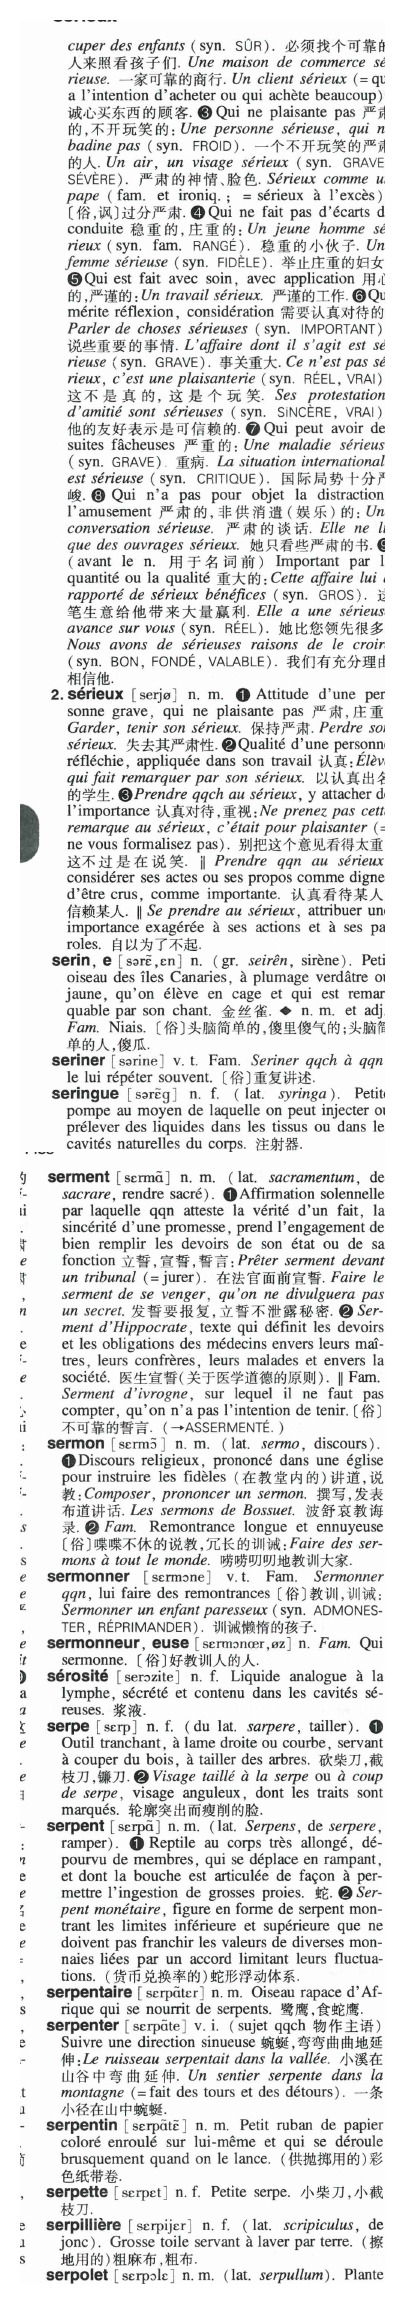 cuper des enfants (syn. SÛR). 必须找个可靠的
人来照看孩子们. Une maison de commerce sé
rieuse. 一家可靠的商行. Un client sérieux (= qu
a l'intention d'acheter ou qui achète beaucoup)
诚心买东西的顾客. ❸ Qui ne plaisante pas 严肃
的,不开玩笑的: Une personne sérieuse, qui n
badine pas (syn. FROID). 一个不开玩笑的严肃
的人. Un air, un visage sérieux (syn. GRAVE
SÉVÈRE). 严肃的神情、脸色. Sérieux comme u
pape (fam. et ironiq. ; = sérieux à l'excès)
〔俗,讽〕过分严肃. ❹ Qui ne fait pas d'écarts d
conduite 稳重的,庄重的: Un jeune homme sé
rieux (syn. fam. RANGÉ). 稳重的小伙子. Un
femme sérieuse (syn. FIDÈLE). 举止庄重的妇女
❺ Qui est fait avec soin, avec application 用心
的,严谨的: Un travail sérieux. 严谨的工作. ❻ Qu
mérite réflexion, considération 需要认真对待的
Parler de choses sérieuses (syn. IMPORTANT)
说些重要的事情. L'affaire dont il s'agit est sé
rieuse (syn. GRAVE). 事关重大. Ce n'est pas sé
rieux, c'est une plaisanterie (syn. RÉEL, VRAI)
这不是真的,这是个玩笑. Ses protestation
d'amitié sont sérieuses (syn. SINCÈRE, VRAI)
他的友好表示是可信赖的. ❼ Qui peut avoir de
suites fâcheuses 严重的: Une maladie sérieus
(syn. GRAVE). 重病. La situation international
est sérieuse (syn. CRITIQUE). 国际局势十分严
峻. ❽ Qui n'a pas pour objet la distraction
l'amusement 严肃的,非供消遣(娱乐)的: Un
conversation sérieuse. 严肃的谈话. Elle ne li
que des ouvrages sérieux. 她只看些严肃的书. ❾
(avant le n. 用于名词前) Important par l
quantité ou la qualité 重大的: Cette affaire lui a
rapporté de sérieux bénéfices (syn. GROS). 这
笔生意给他带来大量赢利. Elle a une sérieus
avance sur vous (syn. RÉEL). 她比您领先很多
Nous avons de sérieuses raisons de le croir
(syn. BON, FONDÉ, VALABLE). 我们有充分理由
相信他.
2. sérieux [serjø] n. m. ❶ Attitude d'une per
sonne grave, qui ne plaisante pas 严肃,庄重
Garder, tenir son sérieux. 保持严肃. Perdre so
sérieux. 失去其严肃性. ❷ Qualité d'une personn
réfléchie, appliquée dans son travail 认真: Élèv
qui fait remarquer par son sérieux. 以认真出名
的学生. ❸ Prendre qqch au sérieux, y attacher d
l'importance 认真对待,重视: Ne prenez pas cett
remarque au sérieux, c'était pour plaisanter (=
ne vous formalisez pas). 别把这个意见看得太重
这不过是在说笑. ‖ Prendre qqn au sérieux
considérer ses actes ou ses propos comme digne
d'être crus, comme importante. 认真看待某人
信赖某人. ‖ Se prendre au sérieux, attribuer un
importance exagérée à ses actions et à ses pa
roles. 自以为了不起.
serin, e [sərɛ̃,ɛn] n. (gr. seirên, sirène). Peti
oiseau des îles Canaries, à plumage verdâtre ou
jaune, qu'on élève en cage et qui est remar
quable par son chant. 金丝雀. ◆ n. m. et adj
Fam. Niais. 〔俗〕头脑简单的,傻里傻气的;头脑简
单的人,傻瓜.
seriner [sərine] v. t. Fam. Seriner qqch à qqn
le lui répéter souvent. 〔俗〕重复讲述.
seringue [sərɛ̃g] n. f. (lat. syringa). Petite
pompe au moyen de laquelle on peut injecter ou
prélever des liquides dans les tissus ou dans le
cavités naturelles du corps. 注射器.
serment [sɛrmɑ̃] n. m. (lat. sacramentum, de
sacrare, rendre sacré). ❶ Affirmation solennelle
par laquelle qqn atteste la vérité d'un fait, la
sincérité d'une promesse, prend l'engagement de
bien remplir les devoirs de son état ou de sa
fonction 立誓,宣誓,誓言: Prêter serment devant
un tribunal (= jurer). 在法官面前宣誓. Faire le
serment de se venger, qu'on ne divulguera pas
un secret. 发誓要报复,立誓不泄露秘密. ❷ Ser-
ment d'Hippocrate, texte qui définit les devoirs
et les obligations des médecins envers leurs maî-
tres, leurs confrères, leurs malades et envers la
société. 医生宣誓(关于医学道德的原则). ‖ Fam.
Serment d'ivrogne, sur lequel il ne faut pas
compter, qu'on n'a pas l'intention de tenir. 〔俗〕
不可靠的誓言. (→ASSERMENTÉ.)
sermon [sɛrmɔ̃] n. m. (lat. sermo, discours).
❶ Discours religieux, prononcé dans une église
pour instruire les fidèles (在教堂内的)讲道,说
教: Composer, prononcer un sermon. 撰写,发表
布道讲话. Les sermons de Bossuet. 波舒哀教诲
录. ❷ Fam. Remontrance longue et ennuyeuse
〔俗〕喋喋不休的说教,冗长的训诫: Faire des ser-
mons à tout le monde. 唠唠叨叨地教训大家.
sermonner [sɛrmɔne] v. t. Fam. Sermonner
qqn, lui faire des remontrances 〔俗〕教训,训诫:
Sermonner un enfant paresseux (syn. ADMONES-
TER, RÉPRIMANDER). 训诫懒惰的孩子.
sermonneur, euse [sɛrmɔnœr,øz] n. Fam. Qui
sermonne. 〔俗〕好教训人的人.
sérosité [serɔzite] n. f. Liquide analogue à la
lymphe, sécrété et contenu dans les cavités sé-
reuses. 浆液.
serpe [sɛrp] n. f. (du lat. sarpere, tailler). ❶
Outil tranchant, à lame droite ou courbe, servant
à couper du bois, à tailler des arbres. 砍柴刀,截
枝刀,镰刀. ❷ Visage taillé à la serpe ou à coup
de serpe, visage anguleux, dont les traits sont
marqués. 轮廓突出而瘦削的脸.
serpent [sɛrpɑ̃] n. m. (lat. Serpens, de serpere,
ramper). ❶ Reptile au corps très allongé, dé-
pourvu de membres, qui se déplace en rampant,
et dont la bouche est articulée de façon à per-
mettre l'ingestion de grosses proies. 蛇. ❷ Ser-
pent monétaire, figure en forme de serpent mon-
trant les limites inférieure et supérieure que ne
doivent pas franchir les valeurs de diverses mon-
naies liées par un accord limitant leurs fluctua-
tions. (货币兑换率的)蛇形浮动体系.
serpentaire [sɛrpɑ̃tɛr] n. m. Oiseau rapace d'Af-
rique qui se nourrit de serpents. 鹭鹰,食蛇鹰.
serpenter [sɛrpɑ̃te] v. i. (sujet qqch 物作主语)
Suivre une direction sinueuse 蜿蜒,弯弯曲曲地延
伸: Le ruisseau serpentait dans la vallée. 小溪在
山谷中弯曲延伸. Un sentier serpente dans la
montagne (= fait des tours et des détours). 一条
小径在山中蜿蜒.
serpentin [sɛrpɑ̃tɛ̃] n. m. Petit ruban de papier
coloré enroulé sur lui-même et qui se déroule
brusquement quand on le lance. (供抛掷用的)彩
色纸带卷.
serpette [sɛrpɛt] n. f. Petite serpe. 小柴刀,小截
枝刀.
serpillière [sɛrpijɛr] n. f. (lat. scripiculus, de
jonc). Grosse toile servant à laver par terre. (擦
地用的)粗麻布,粗布.
serpolet [sɛrpɔlɛ] n. m. (lat. serpullum). Plante